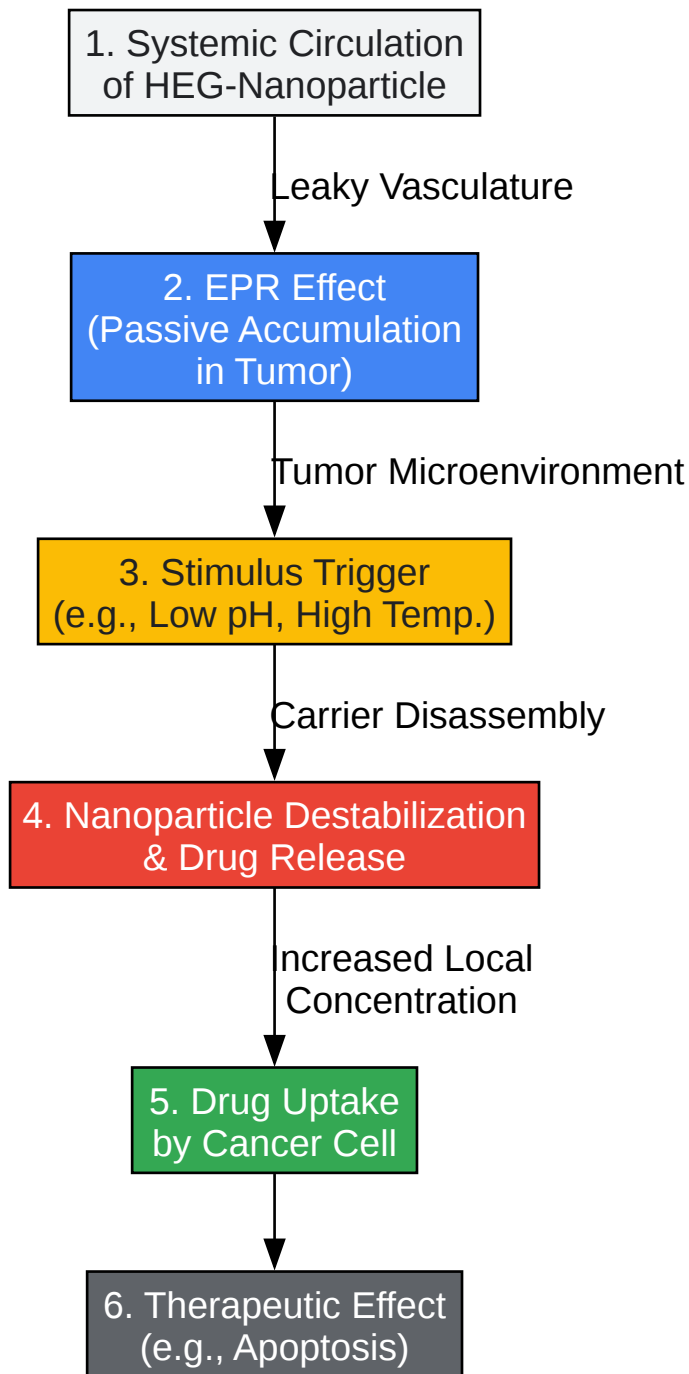 1. Systemic Circulation
of HEG-Nanoparticle
Leaky Vasculature
2. EPR Effect
(Passive Accumulation
in Tumor)
Tumor Microenvironment
3. Stimulus Trigger
(e.g., Low pH, High Temp.)
Carrier Disassembly
4. Nanoparticle Destabilization
& Drug Release
Increased Local
Concentration
5. Drug Uptake
by Cancer Cell
6. Therapeutic Effect
(e.g., Apoptosis)